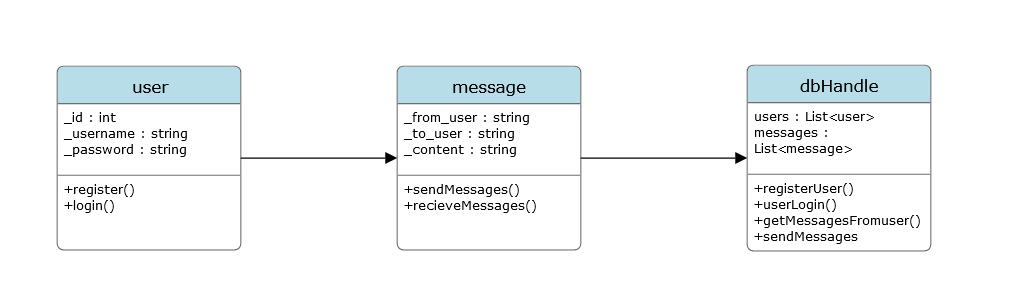 user
_id : int
_username : string
_password : string
+register()
+login()
message
_from_user : string
_to_user : string
_content : string
+sendMessages()
+recieveMessages()
dbHandle
users : List<user>
messages :
List<message>
+registerUser()
+userLogin()
+getMessagesFromuser()
+sendMessages